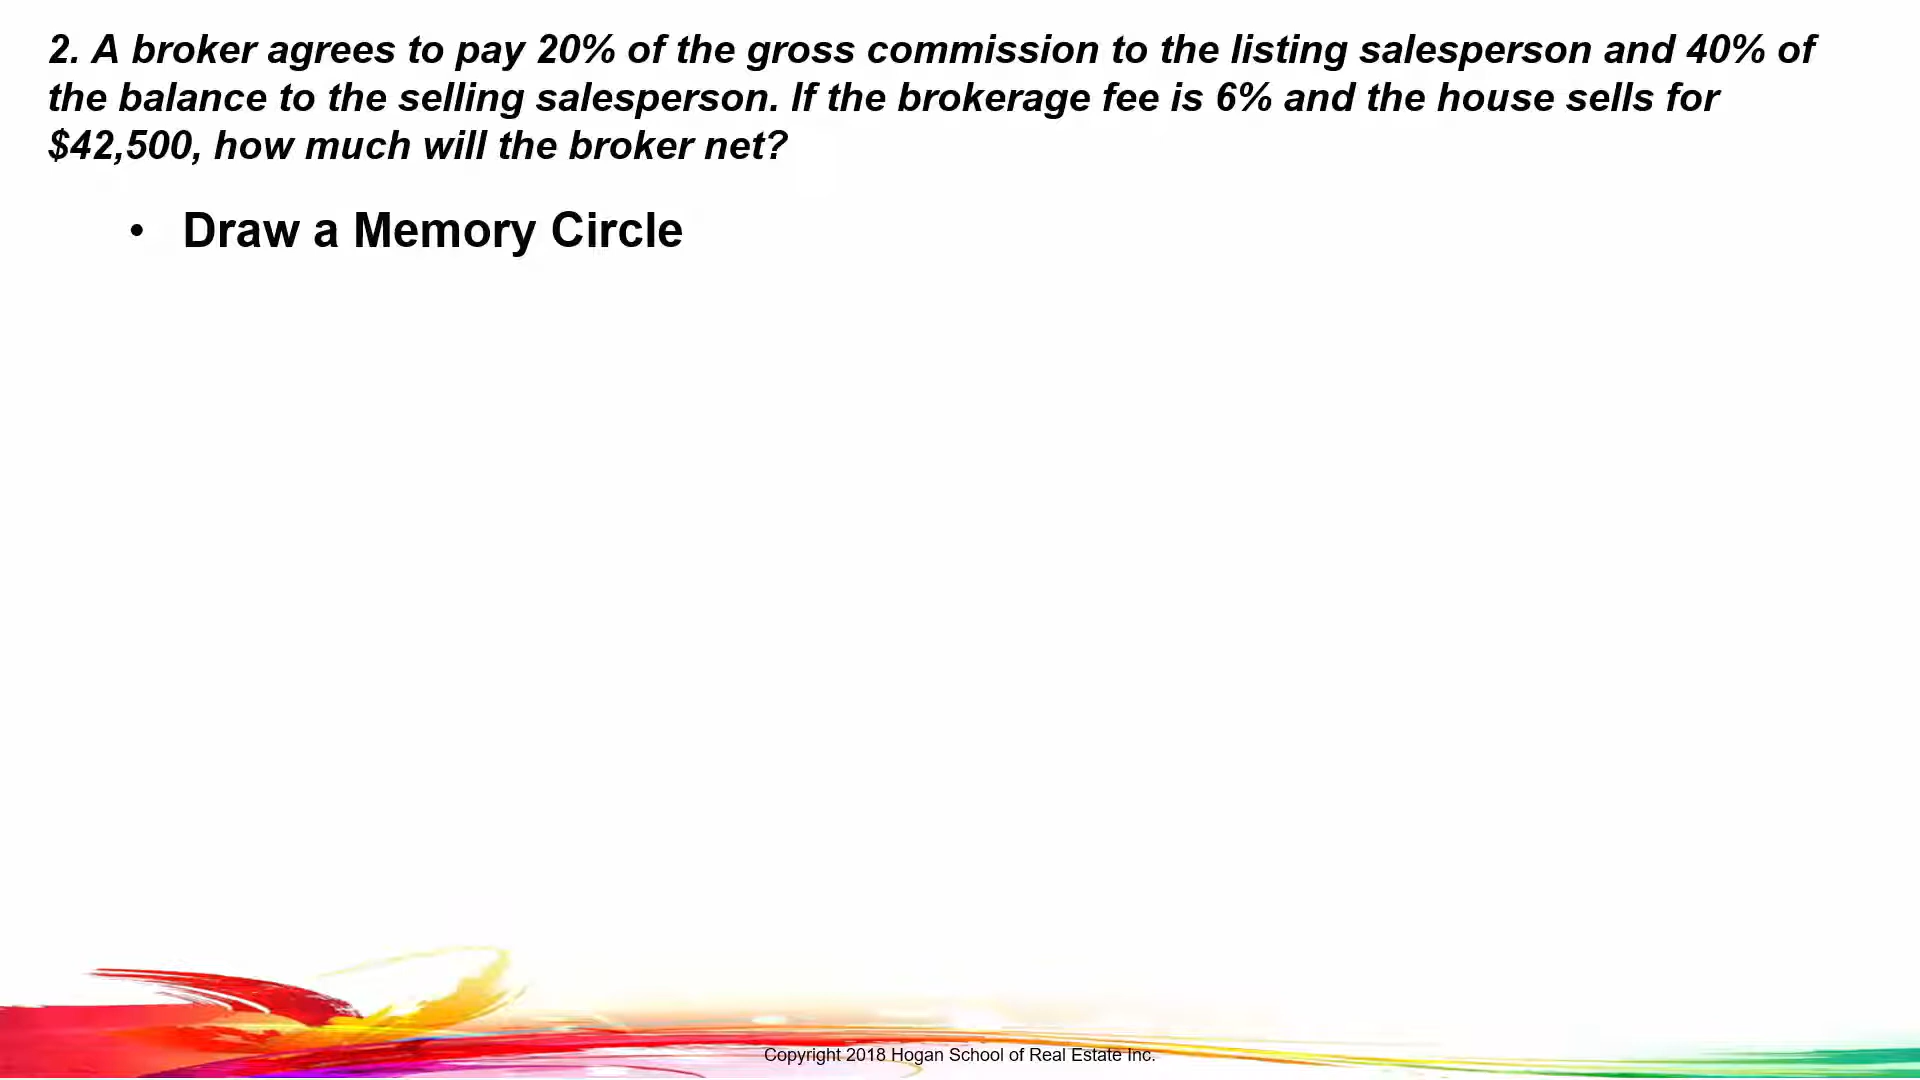 2. A broker agrees to pay 20% of the gross commission to the listing salesperson and 40% of
the balance to the selling salesperson. If the brokerage fee is 6% and the house sells for
$42,500, how much will the broker net?
• Draw a Memory Circle
Copyright 2018 Hogan School of Real Estate Inc.